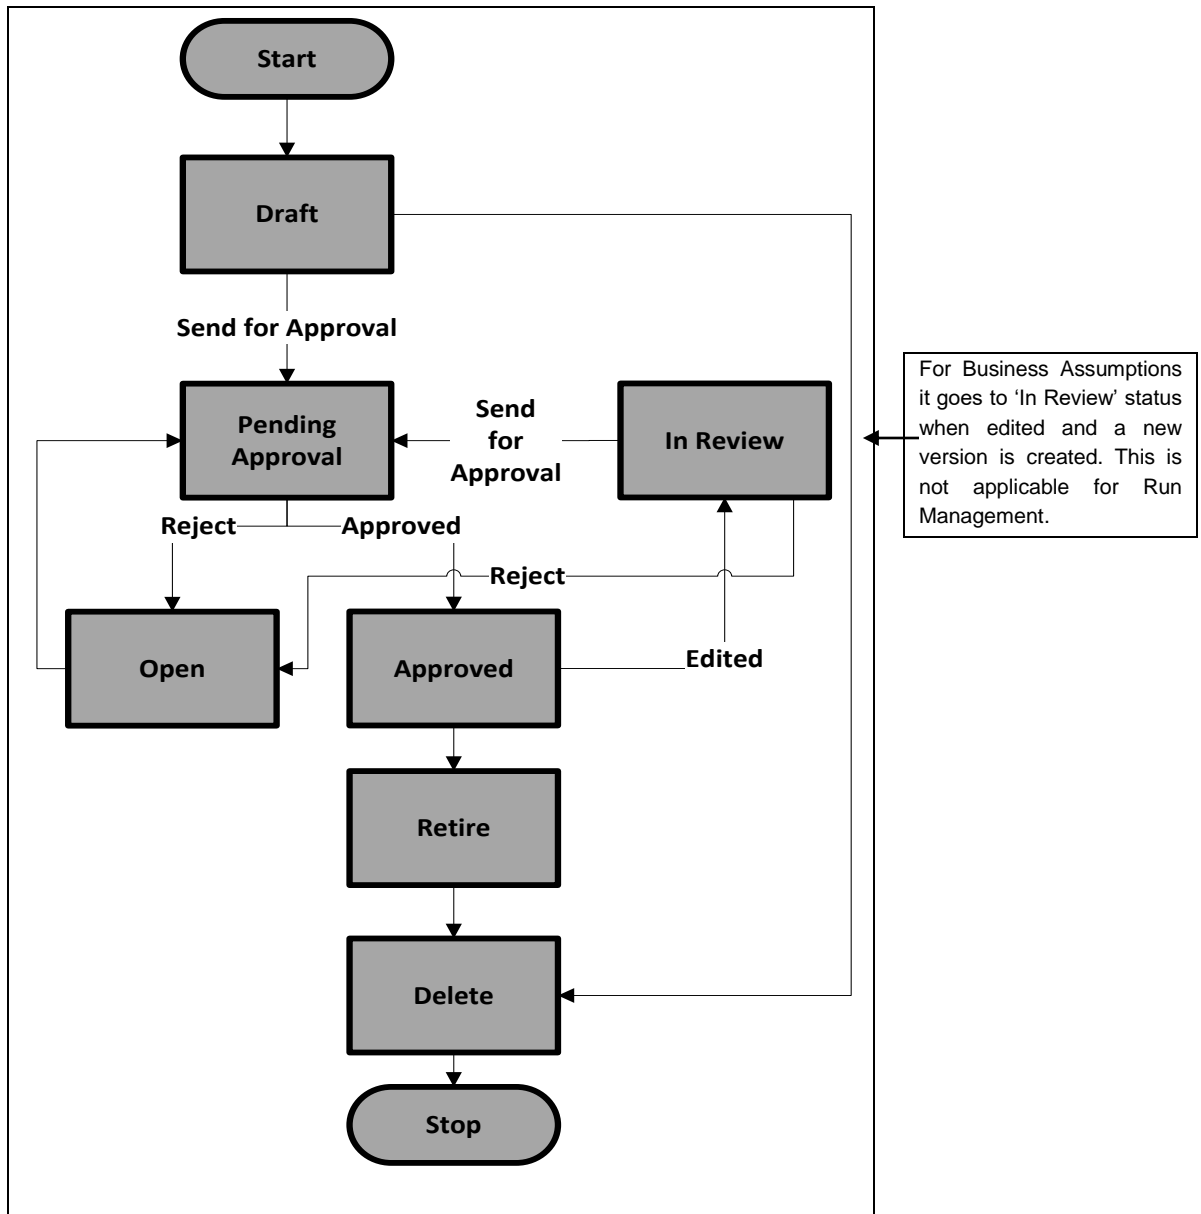 Start
Draft
Send for Approval
Pending
Approval
Send
for
Approval
In Review
For Business Assumptions
it goes to ‘In Review’ status
when edited and a new
version is created. This is
not applicable for Run
Management.
Reject
Approved
Reject
Open
Approved
Edited
Retire
Delete
Stop